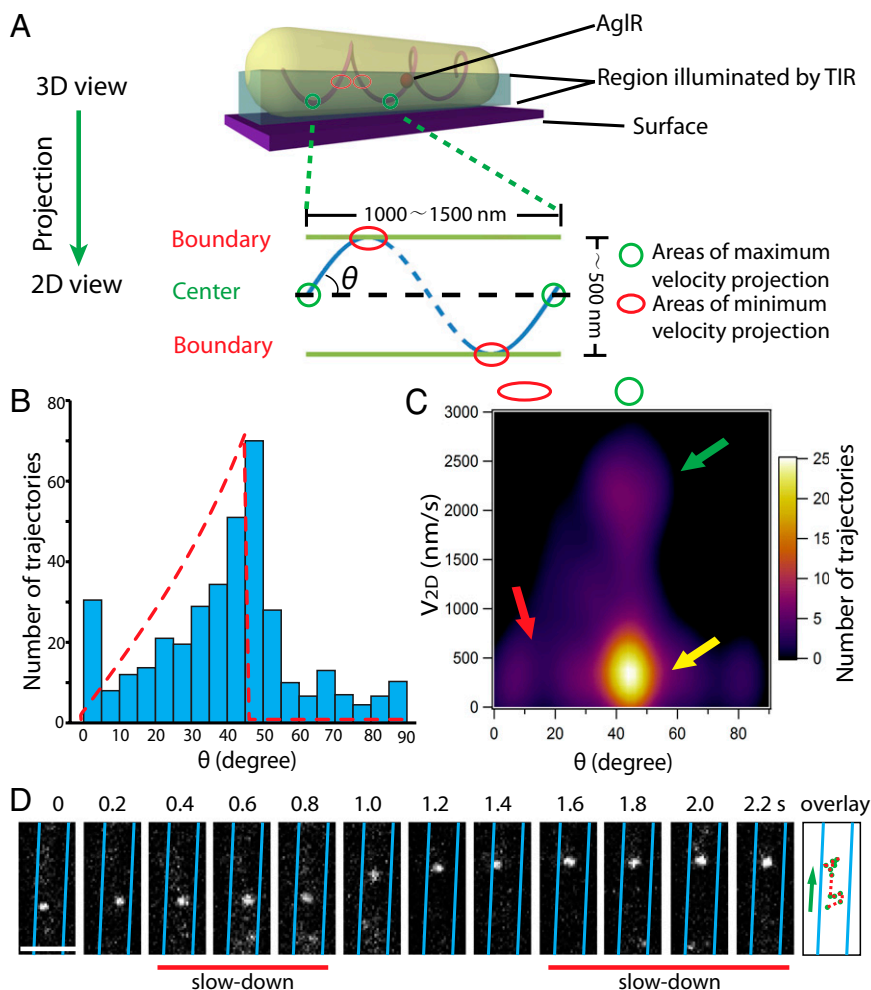 A
AglR
3D view
Region illuminated by TIR
Surface
Projection
1000～1500 nm
Boundary
2D view
Center
θ
~500 nm
Areas of maximum
velocity projection
Areas of minimum
velocity projection
Boundary
B
80
70
50
30
10
0
0
10
20
30
40
50
60
70
80
90
Number of trajectories
θ (degree)
C
3000
2500
2000
1500
1000
500
0
0
20
40
60
80
V2D (nm/s)
θ (degree)
25
20
15
10
5
0
Number of trajectories
D
0 0.2 0.4 0.6 0.8 1.0 1.2 1.4 1.6 1.8 2.0 2.2 s overlay
slow-down slow-down